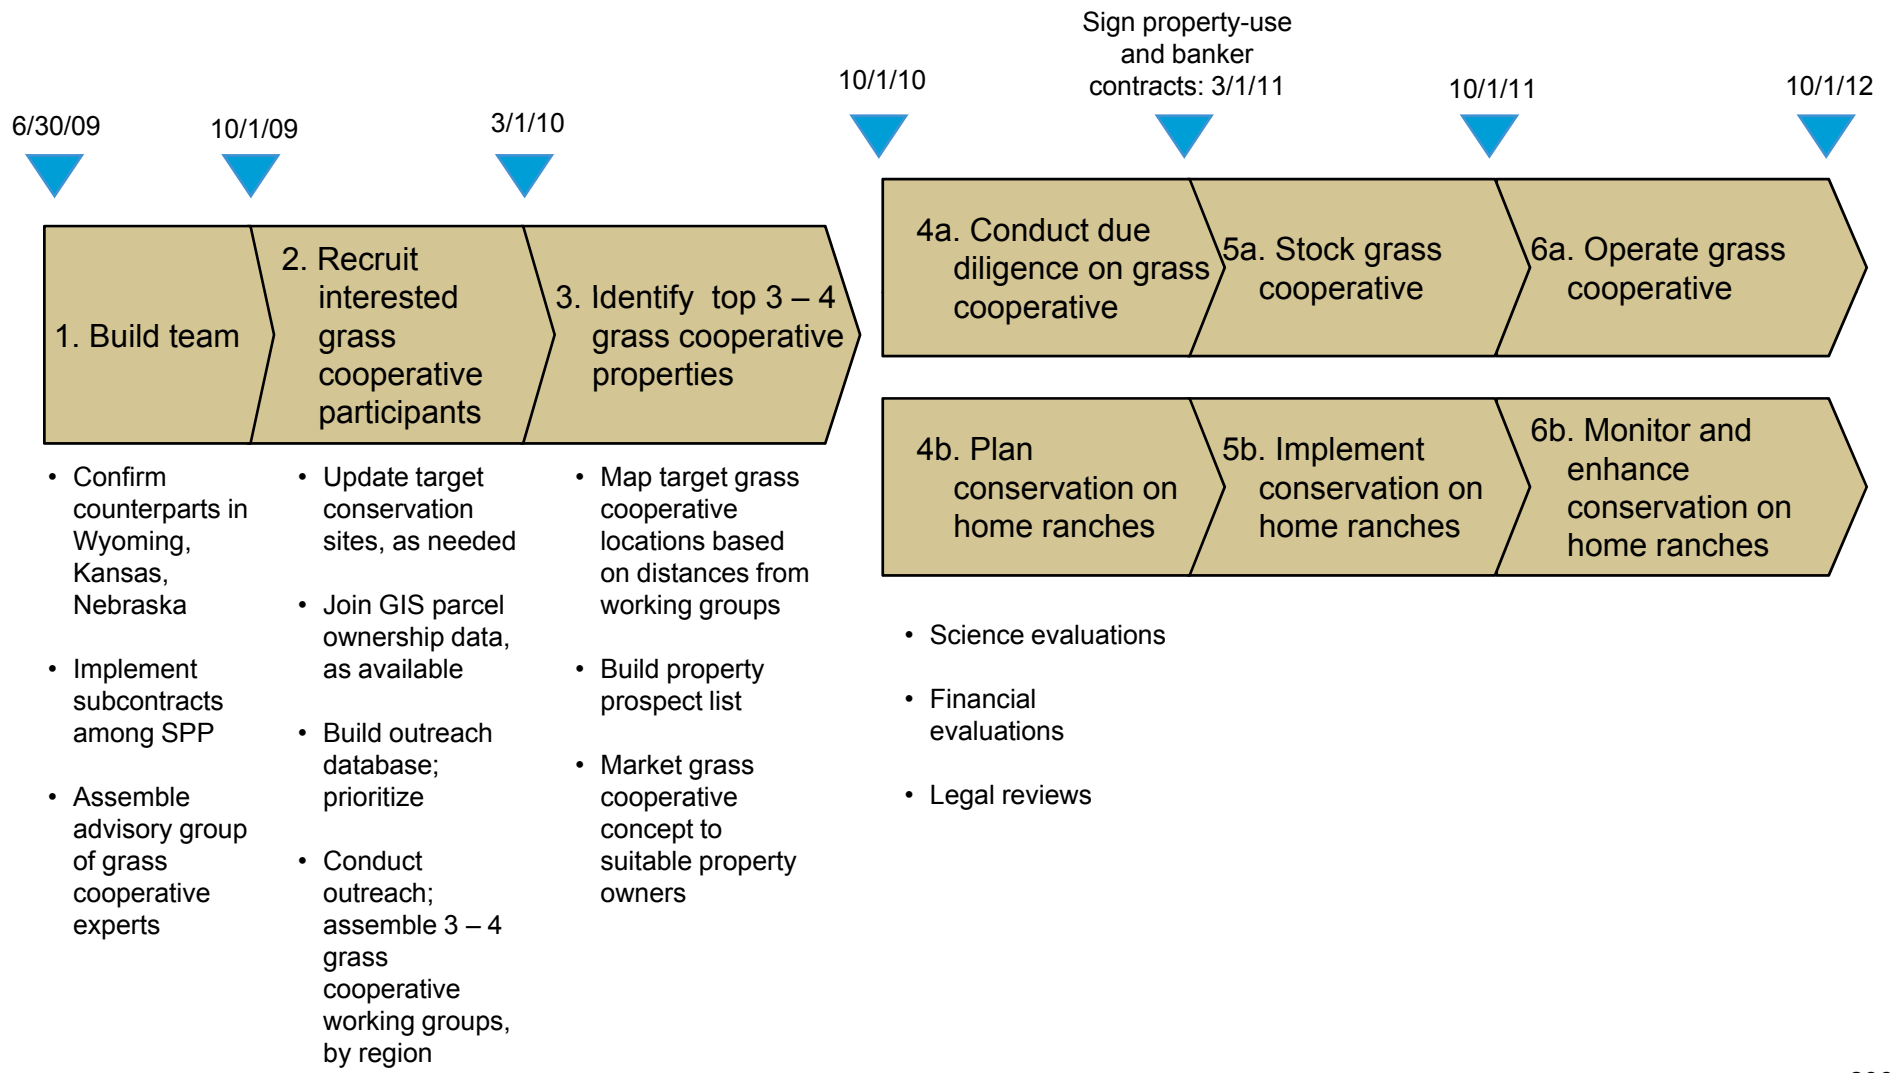 Sign property-use
and banker
contracts: 3/1/11
6/30/09
10/1/09
3/1/10
10/1/10
10/1/11
10/1/12
1. Build team
2. Recruit
interested
grass
cooperative
participants
3. Identify top 3 – 4
grass cooperative
properties
4a. Conduct due
diligence on grass
cooperative
5a. Stock grass
cooperative
6a. Operate grass
cooperative
4b. Plan
conservation on
home ranches
5b. Implement
conservation on
home ranches
6b. Monitor and
enhance
conservation on
home ranches
• Confirm
counterparts in
Wyoming,
Kansas,
Nebraska
• Implement
subcontracts
among SPP
• Assemble
advisory group
of grass
cooperative
experts
• Update target
conservation
sites, as needed
• Join GIS parcel
ownership data,
as available
• Build outreach
database;
prioritize
• Conduct
outreach;
assemble 3 – 4
grass
cooperative
working groups,
by region
• Map target grass
cooperative
locations based
on distances from
working groups
• Build property
prospect list
• Market grass
cooperative
concept to
suitable property
owners
• Science evaluations
• Financial
evaluations
• Legal reviews